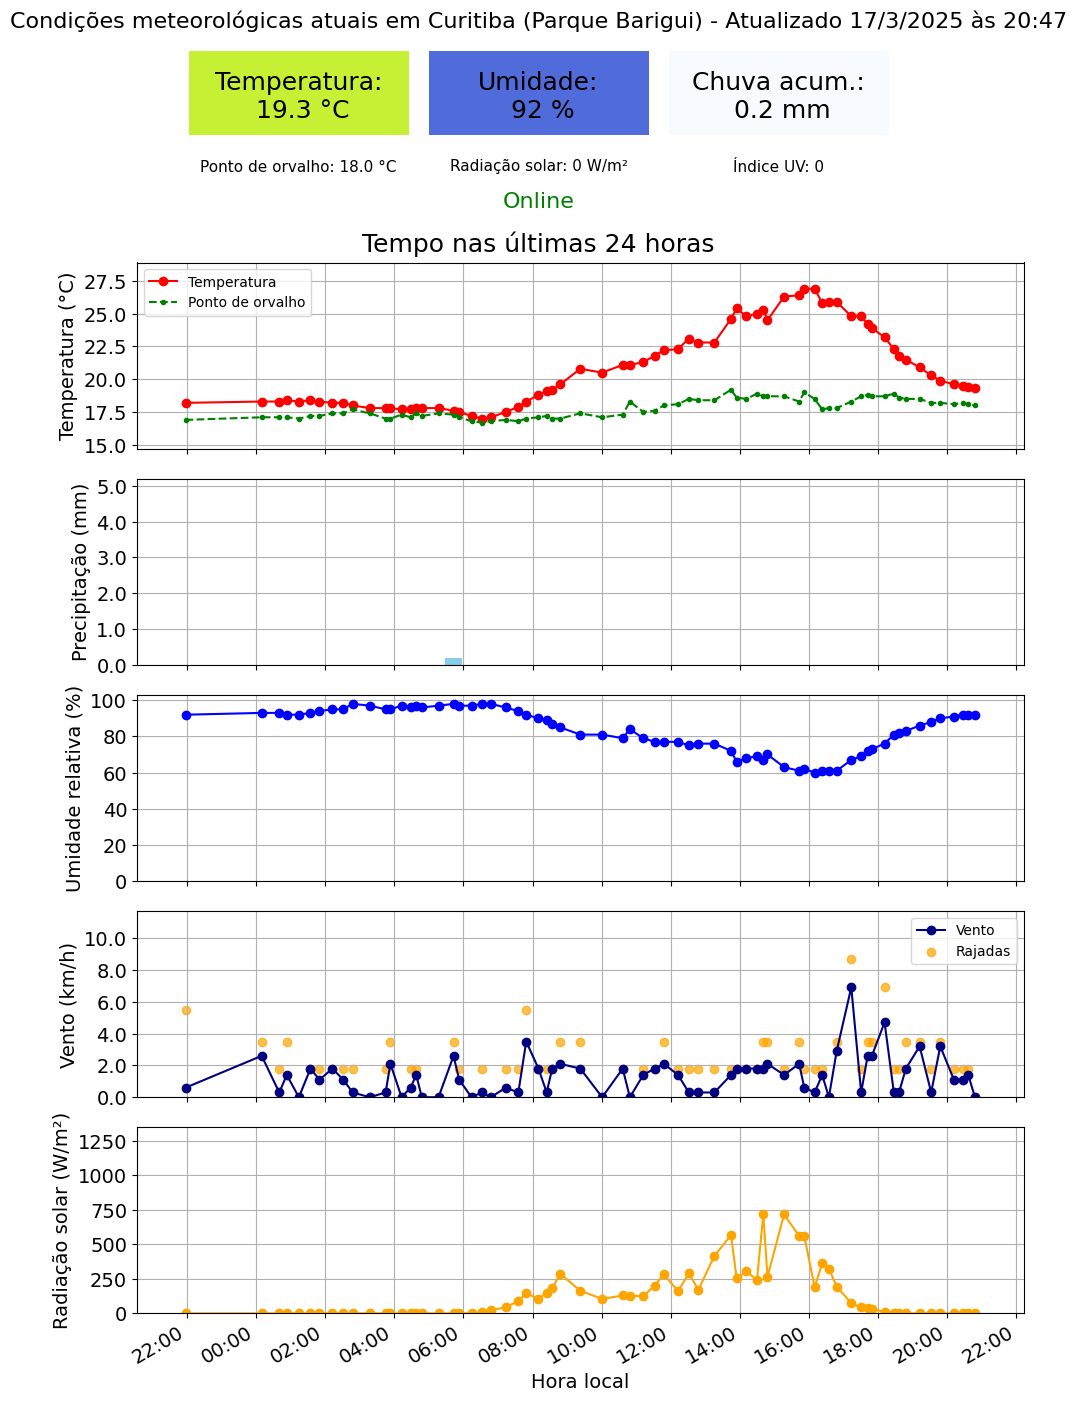 Condições meteorológicas atuais em Curitiba (Parque Barigui) - Atualizado 17/3/2025 às 20:47
Temperatura:
19.3 °C
Umidade:
92 %
Chuva acum.:
0.2 mm
Ponto de orvalho: 18.0 °C
Radiação solar: 0 W/m²
Índice UV: 0
Online
Tempo nas últimas 24 horas
Temperatura (°C)
27.5
25.0
22.5
20.0
17.5
15.0
Temperatura
Ponto de orvalho
Precipitação (mm)
5.0
4.0
3.0
2.0
1.0
0.0
Umidade relativa (%)
100
80
60
40
20
0
Vento (km/h)
10.0
8.0
6.0
4.0
2.0
0.0
Vento
Rajadas
Radiação solar (W/m²)
1250
1000
750
500
250
0
22:00
00:00
02:00
04:00
06:00
08:00
10:00
12:00
14:00
16:00
18:00
20:00
22:00
Hora local